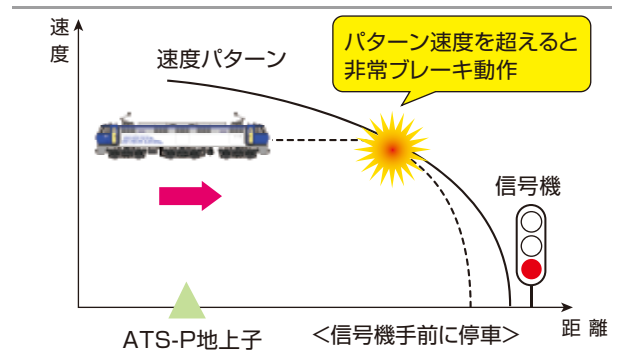 速度
速度パターン
パターン速度を超えると
非常ブレーキ動作
信号機
ATS-P地上子
<信号機手前に停車>
距離